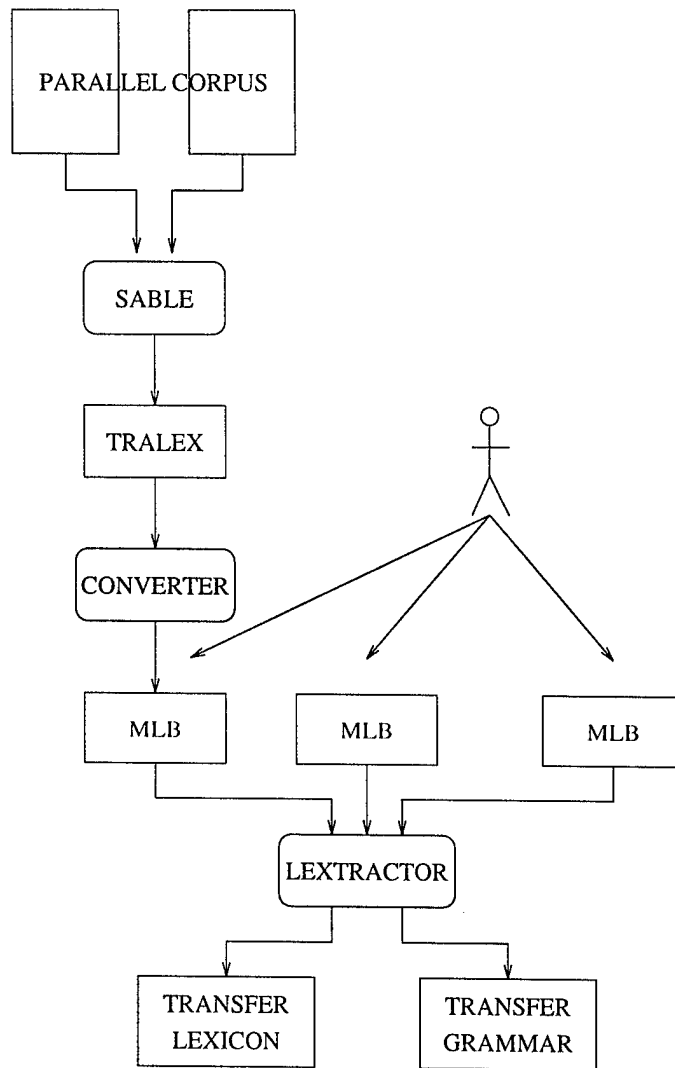 PARALLEL CORPUS
SABLE
TRALEX
CONVERTER
MLB
MLB
MLB
LEXTRACTOR
TRANSFER
LEXICON
TRANSFER
GRAMMAR